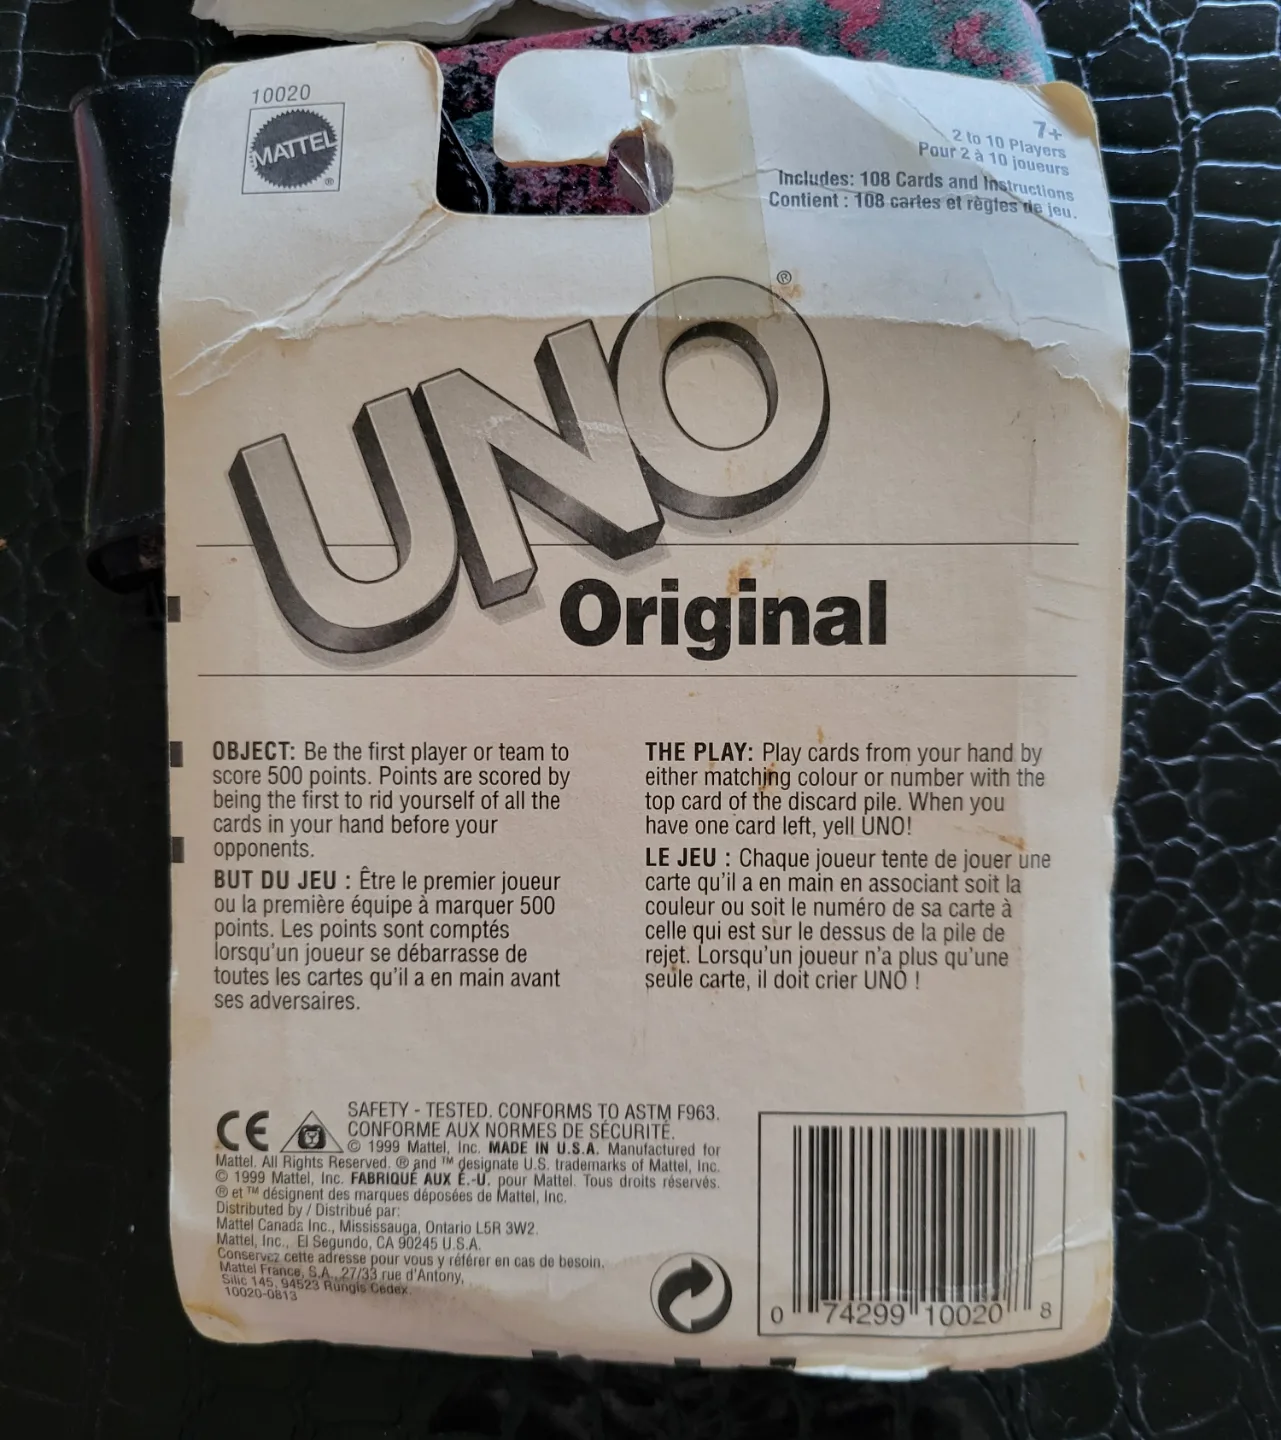 10020
MATTEL
®
7+
2 to 10 Players
Pour 2 à 10 joueurs
Includes: 108 Cards and Instructions
Contient : 108 cartes et règles de jeu.
UNO®
Original
OBJECT: Be the first player or team to
score 500 points. Points are scored by
being the first to rid yourself of all the
cards in your hand before your
opponents.
BUT DU JEU : Être le premier joueur
ou la première équipe à marquer 500
points. Les points sont comptés
lorsqu'un joueur se débarrasse de
toutes les cartes qu'il a en main avant
ses adversaires.
THE PLAY: Play cards from your hand by
either matching colour or number with the
top card of the discard pile. When you
have one card left, yell UNO!
LE JEU : Chaque joueur tente de jouer une
carte qu'il a en main en associant soit la
couleur ou soit le numéro de sa carte à
celle qui est sur le dessus de la pile de
rejet. Lorsqu'un joueur n'a plus qu'une
seule carte, il doit crier UNO !
CE
SAFETY - TESTED. CONFORMS TO ASTM F963.
CONFORME AUX NORMES DE SÉCURITÉ.
© 1999 Mattel, Inc. MADE IN U.S.A. Manufactured for
Mattel. All Rights Reserved. ® and ™ designate U.S. trademarks of Mattel, Inc.
© 1999 Mattel, Inc. FABRIQUÉ AUX É.-U. pour Mattel. Tous droits réservés.
® et ™ désignent des marques déposées de Mattel, Inc.
Distributed by / Distribué par:
Mattel Canada Inc., Mississauga, Ontario L5R 3W2.
Mattel, Inc., El Segundo, CA 90245 U.S.A.
Conservez cette adresse pour vous y référer en cas de besoin.
Mattel France, S.A., 27/33 rue d'Antony,
Silic 145, 94523 Rungis Cedex.
10020-0813
0 74299 10020 8